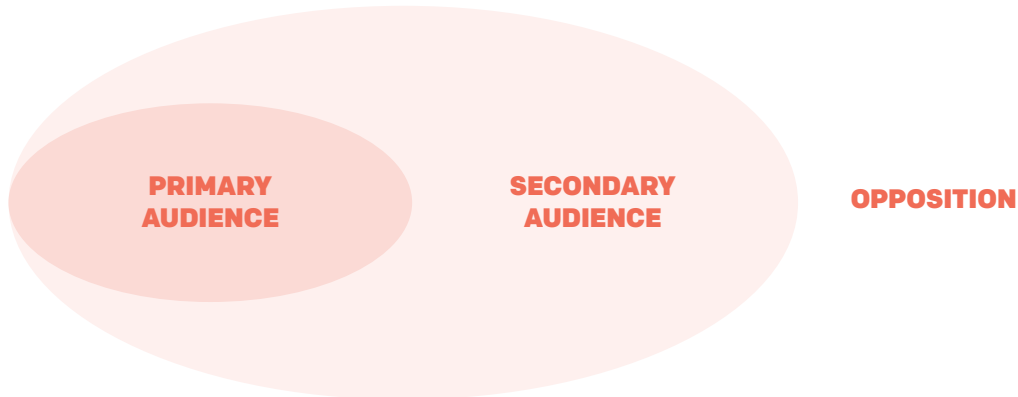 PRIMARY
AUDIENCE
SECONDARY
AUDIENCE
OPPOSITION